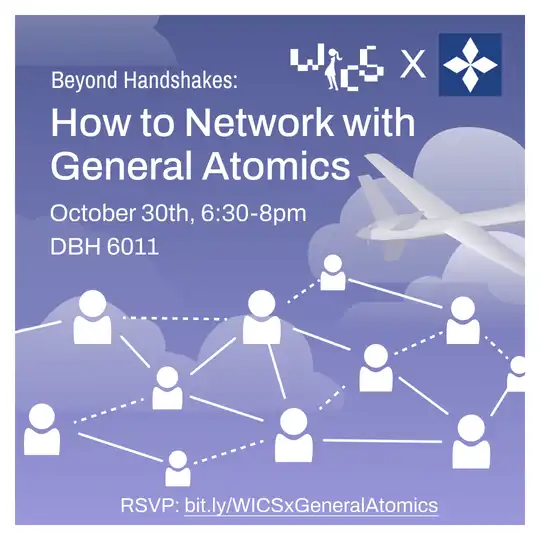 WICS X
Beyond Handshakes:
How to Network with
General Atomics
October 30th, 6:30-8pm
DBH 6011
RSVP: bit.ly/WICSxGeneralAtomics